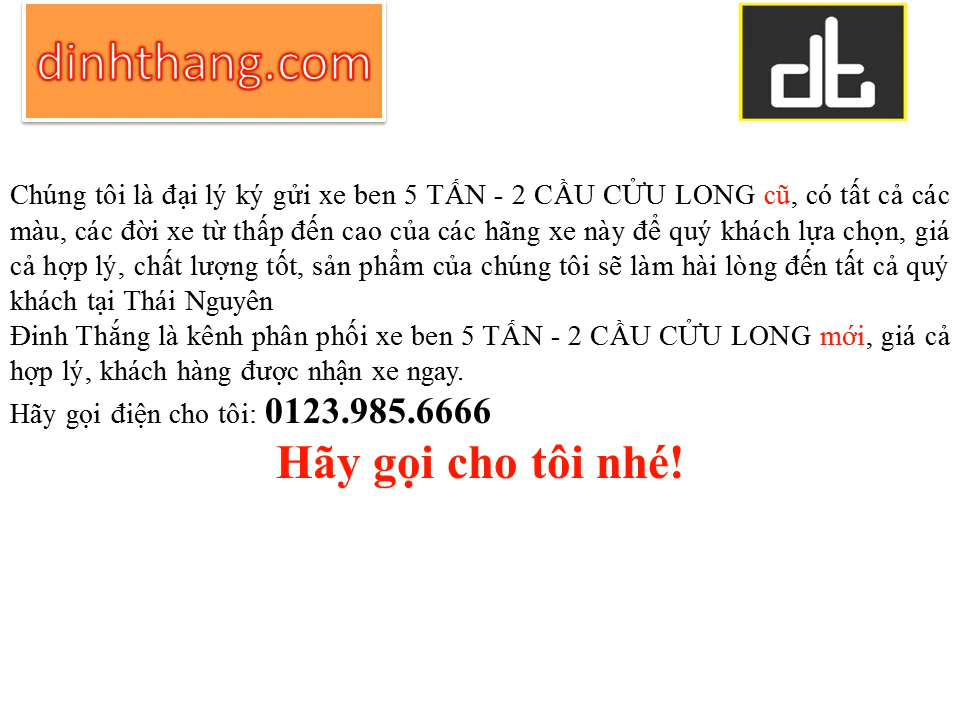 dinhthang.com
dt
Chúng tôi là đại lý ký gửi xe ben 5 TẤN - 2 CẦU CỬU LONG cũ, có tất cả các
màu, các đời xe từ thấp đến cao của các hãng xe này để quý khách lựa chọn, giá
cả hợp lý, chất lượng tốt, sản phẩm của chúng tôi sẽ làm hài lòng đến tất cả quý
khách tại Thái Nguyên
Đinh Thắng là kênh phân phối xe ben 5 TẤN - 2 CẦU CỬU LONG mới, giá cả
hợp lý, khách hàng được nhận xe ngay.
Hãy gọi điện cho tôi: 0123.985.6666
Hãy gọi cho tôi nhé!